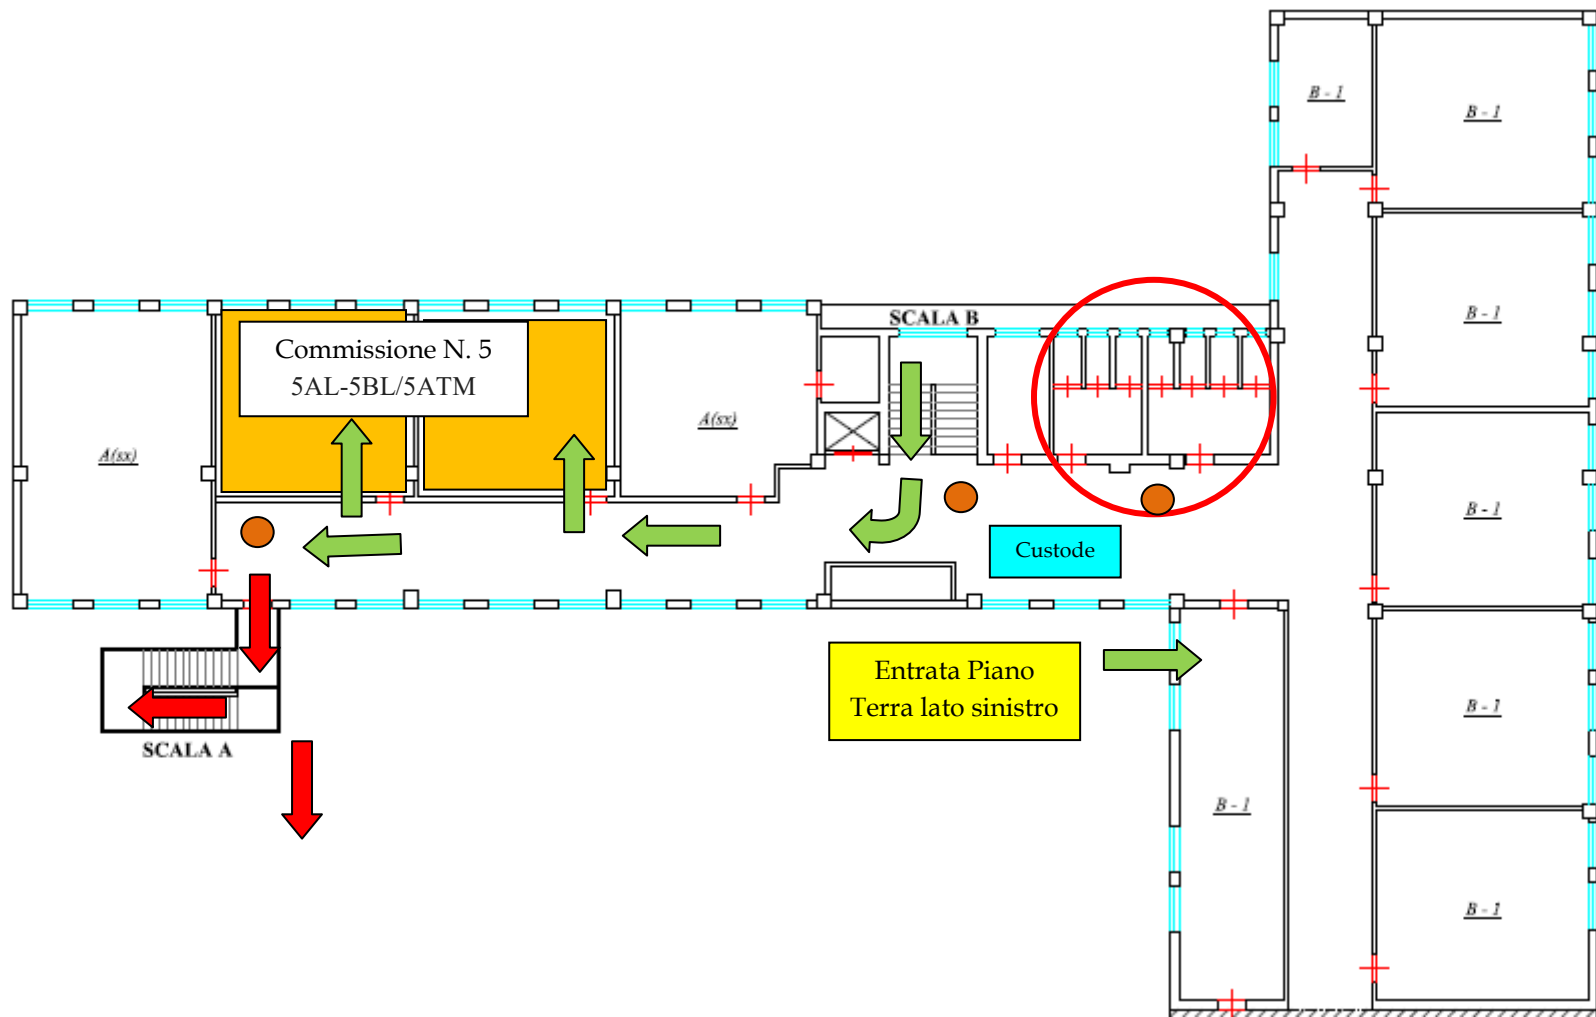 B - 1
B - 1
SCALA B
Commissione N. 5
5AL-5BL/5ATM
B - 1
A(sx)
A(sx)
B - 1
Custode
Entrata Piano
Terra lato sinistro
B - 1
SCALA A
B - 1
B - 1